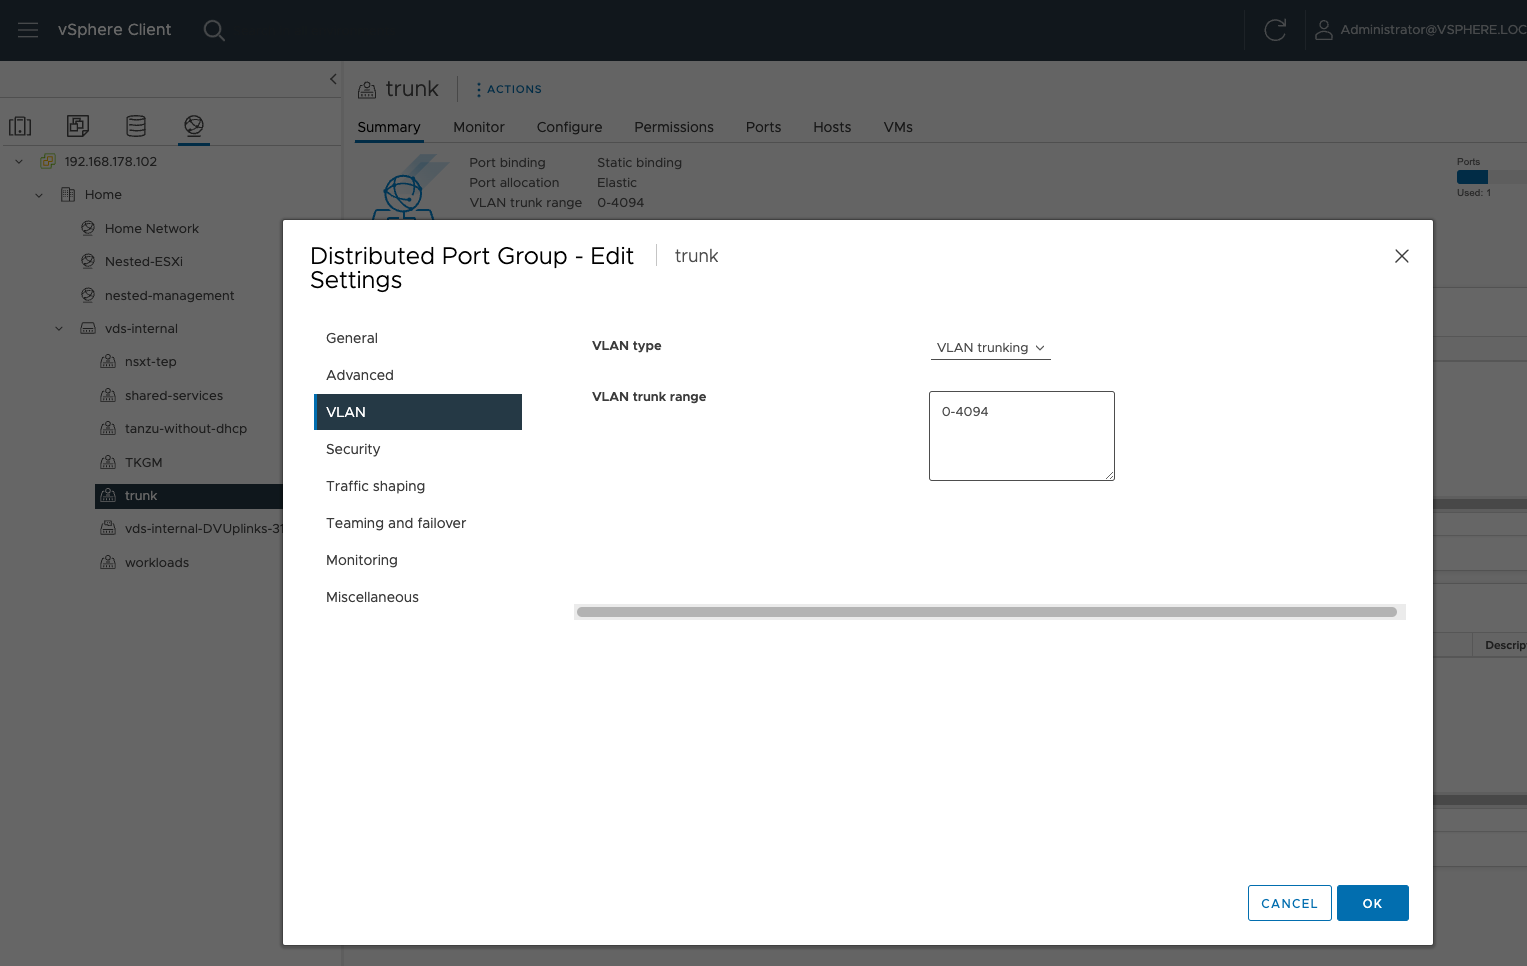 vSphere Client
Administrator@VSPHERE.LOC
trunk
ACTIONS
Summary Monitor Configure Permissions Ports Hosts VMs
192.168.178.102
Home
Home Network
Nested-ESXi
nested-management
vds-internal
nsxt-tep
shared-services
tanzu-without-dhcp
TKGM
trunk
vds-internal-DVUplinks-31
workloads
Port binding Static binding
Port allocation Elastic
VLAN trunk range 0-4094
Ports
Used: 1
Distributed Port Group - Edit
Settings
trunk
General
Advanced
VLAN
Security
Traffic shaping
Teaming and failover
Monitoring
Miscellaneous
VLAN type VLAN trunking
VLAN trunk range 0-4094
Descrip
CANCEL OK